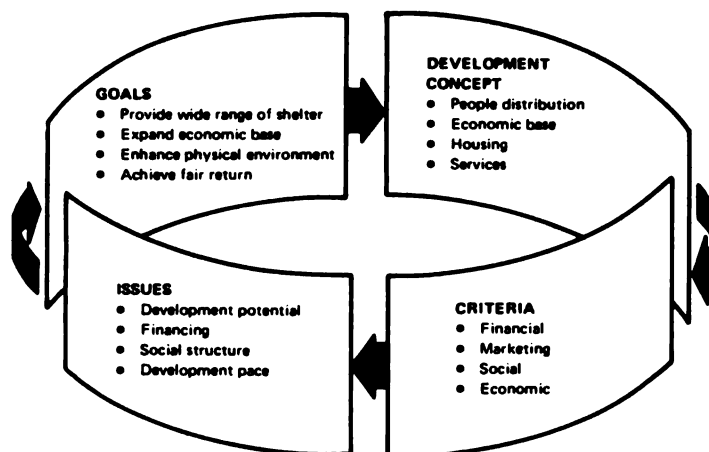 GOALS
• Provide wide range of shelter
• Expand economic base
• Enhance physical environment
• Achieve fair return
DEVELOPMENT
CONCEPT
• People distribution
• Economic base
• Housing
• Services
ISSUES
• Development potential
• Financing
• Social structure
• Development pace
CRITERIA
• Financial
• Marketing
• Social
• Economic